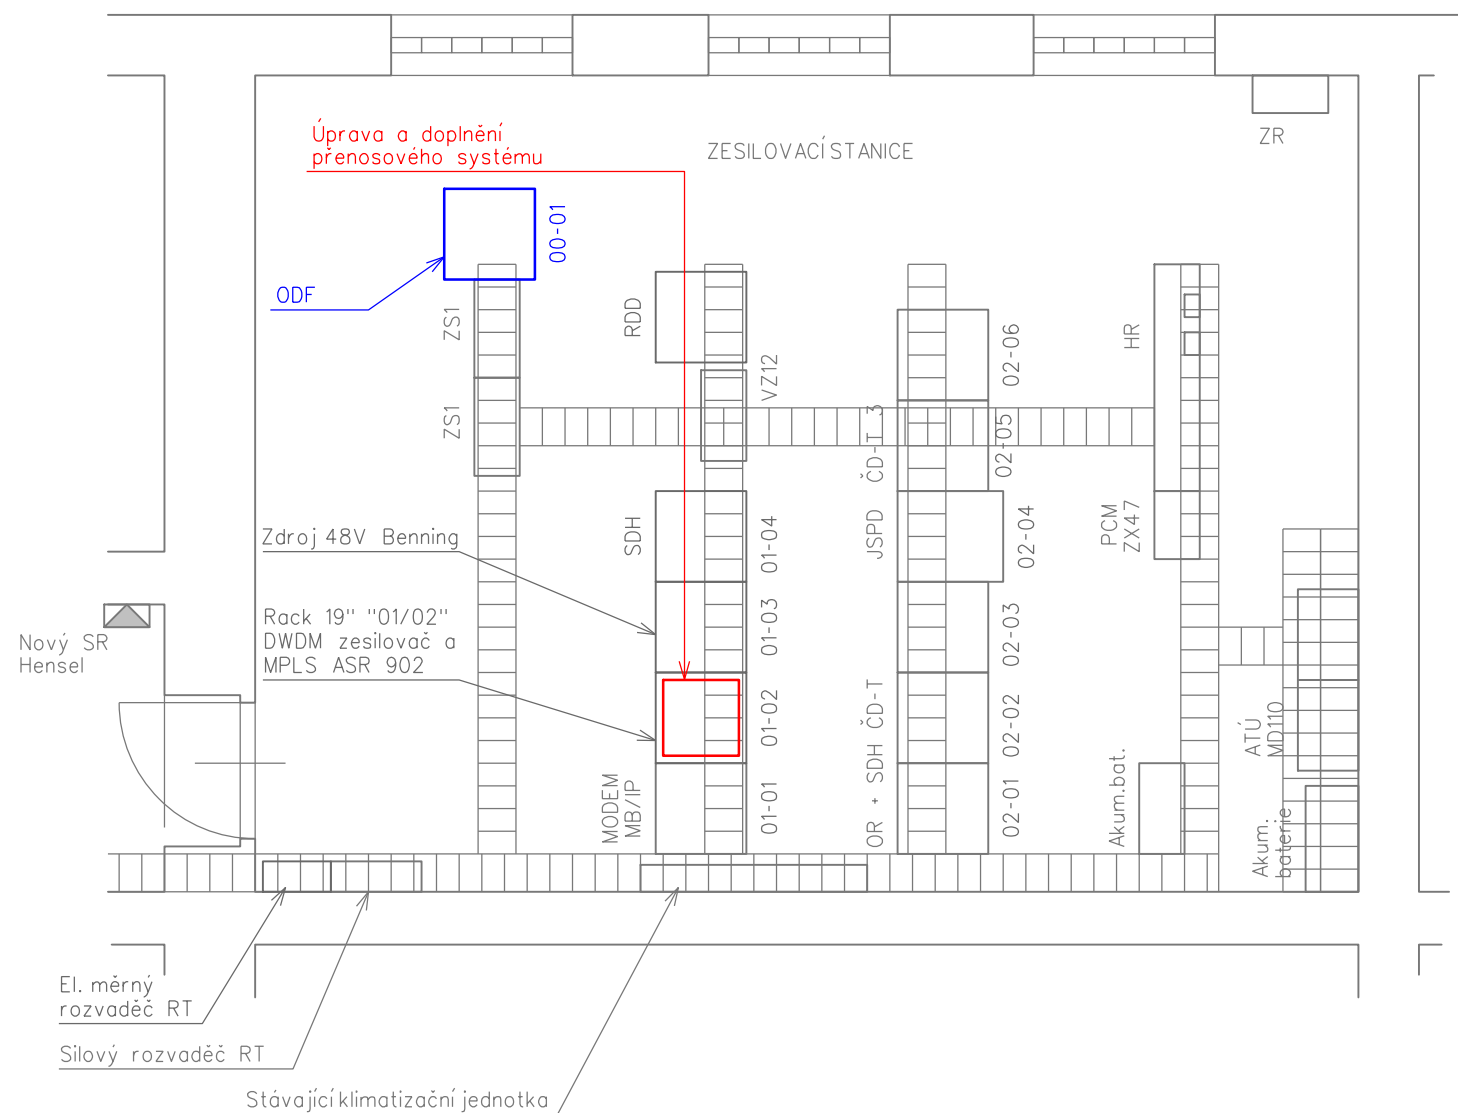 Úprava a doplnění
přenosového systému
ZESILOVACÍ STANICE
ZR
00-01
ODF
ZS1
RDD
VZ12
02-06
HR
ZS1
ČD-T 3
02-05
Zdroj 48V Benning
SDH
01-04
JSPD
02-04
PCM
ZX47
Rack 19" "01/02"
DWDM zesilovač a
MPLS ASR 902
01-03
02-03
Nový SR
Hensel
01-02
OR + SDH ČD-T
02-02
ATÚ
MD110
MODEM
MB/IP
01-01
02-01
Akum.bat.
Akum.
baterie
El. měrný
rozvaděč RT
Silový rozvaděč RT
Stávající klimatizační jednotka